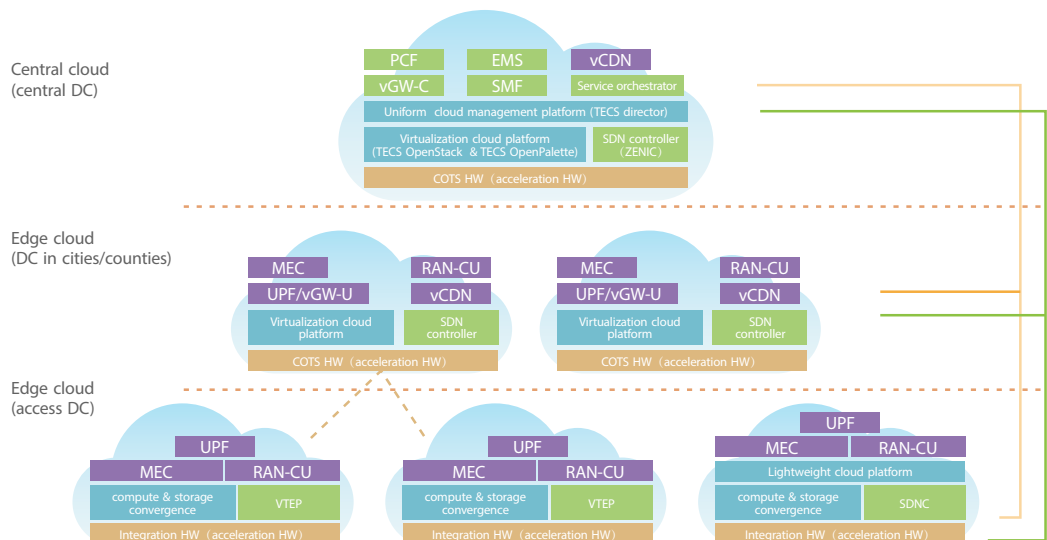 Central cloud
(central DC)
PCF
EMS
vCDN
vGW-C
SMF
Service orchestrator
Uniform cloud management platform (TECS director)
Virtualization cloud platform
(TECS OpenStack & TECS OpenPalette)
SDN controller
(ZENIC)
COTS HW (acceleration HW)
Edge cloud
(DC in cities/counties)
MEC
RAN-CU
UPF/vGW-U
vCDN
Virtualization cloud
platform
SDN
controller
COTS HW (acceleration HW)
MEC
RAN-CU
UPF/vGW-U
vCDN
Virtualization cloud
platform
SDN
controller
COTS HW (acceleration HW)
Edge cloud
(access DC)
UPF
MEC
RAN-CU
compute & storage
convergence
VTEP
Integration HW (acceleration HW)
UPF
MEC
RAN-CU
compute & storage
convergence
VTEP
Integration HW (acceleration HW)
UPF
MEC
RAN-CU
Lightweight cloud platform
compute & storage
convergence
SDNC
Integration HW (acceleration HW)